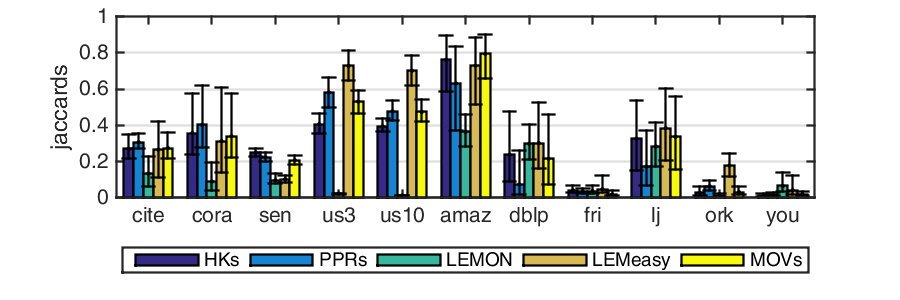 jaccards
1
0.8
0.6
0.4
0.2
0
cite cora sen us3 us10 amaz dblp fri lj ork you
HKs PPRs LEMON LEMeasy MOVs